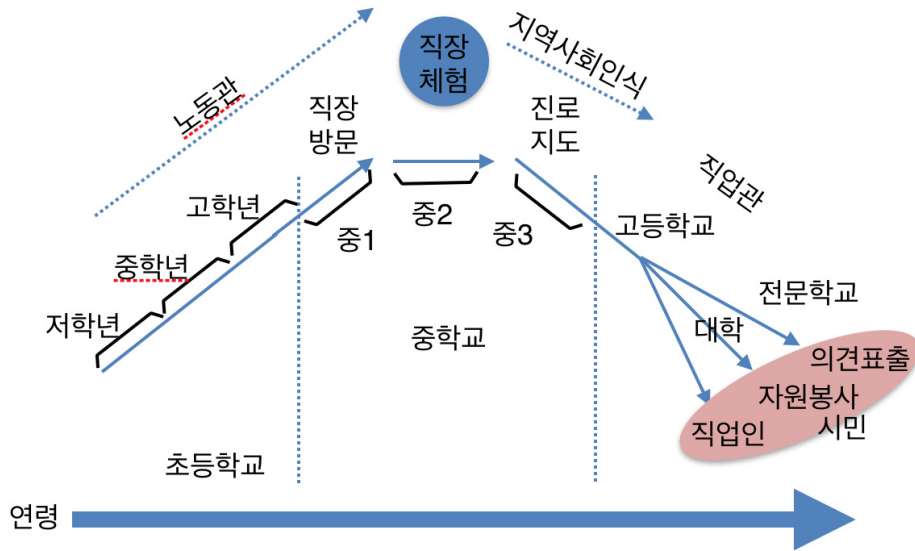 직장
체험
지역사회인식
노동관
직장
방문
진로
지도
직업관
고학년
중1
중2
중3
고등학교
중학년
저학년
전문학교
대학
중학교
의견표출
자원봉사
시민
직업인
초등학교
연령